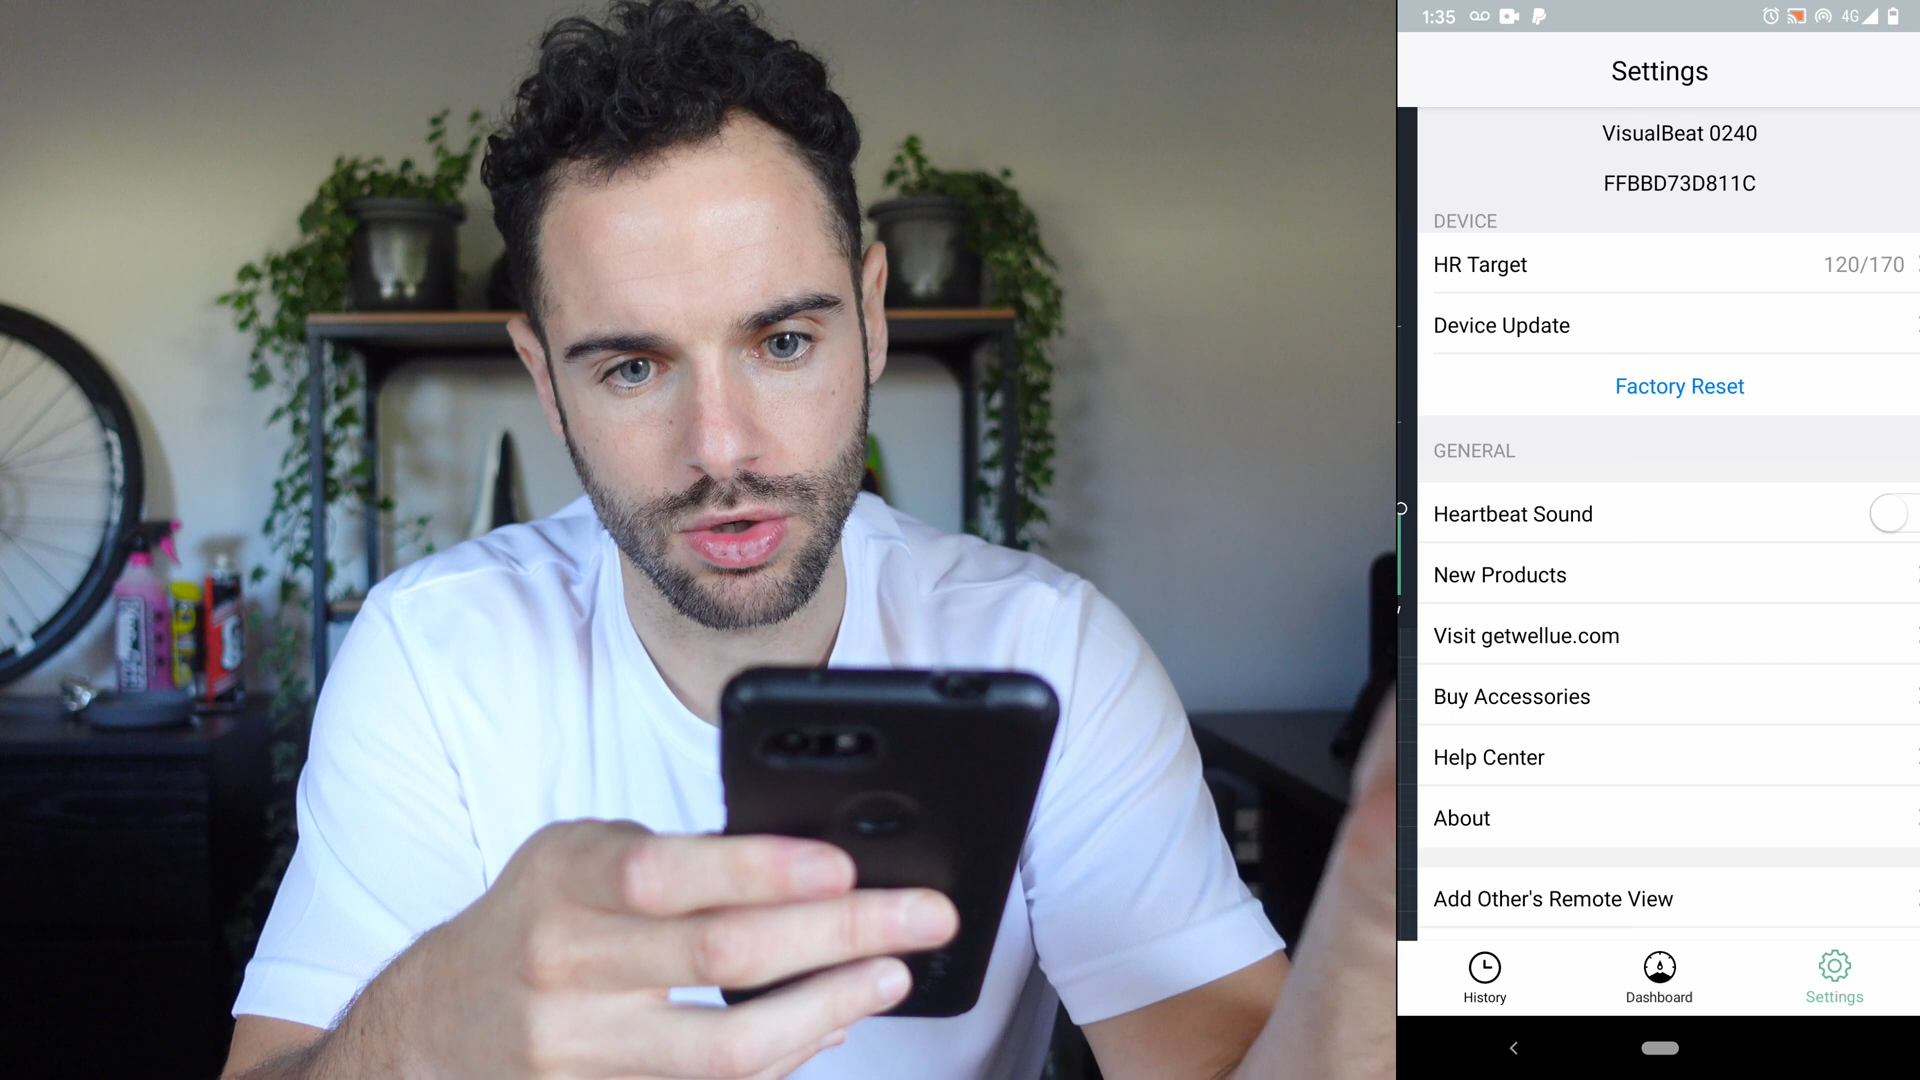 1:35
4G
Settings
VisualBeat 0240
FFBBD73D811C
DEVICE
HR Target 120/170
Device Update
Factory Reset
GENERAL
Heartbeat Sound
New Products
Visit getwellue.com
Buy Accessories
Help Center
About
Add Other's Remote View
History
Dashboard
Settings